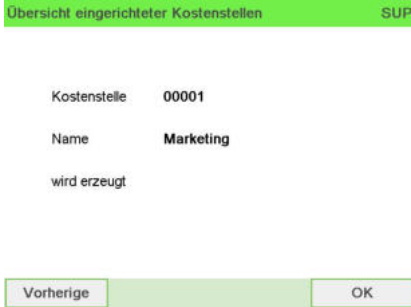 Übersicht eingerichteter Kostenstellen SUP
Kostenstelle 00001
Name Marketing
wird erzeugt
Vorherige OK